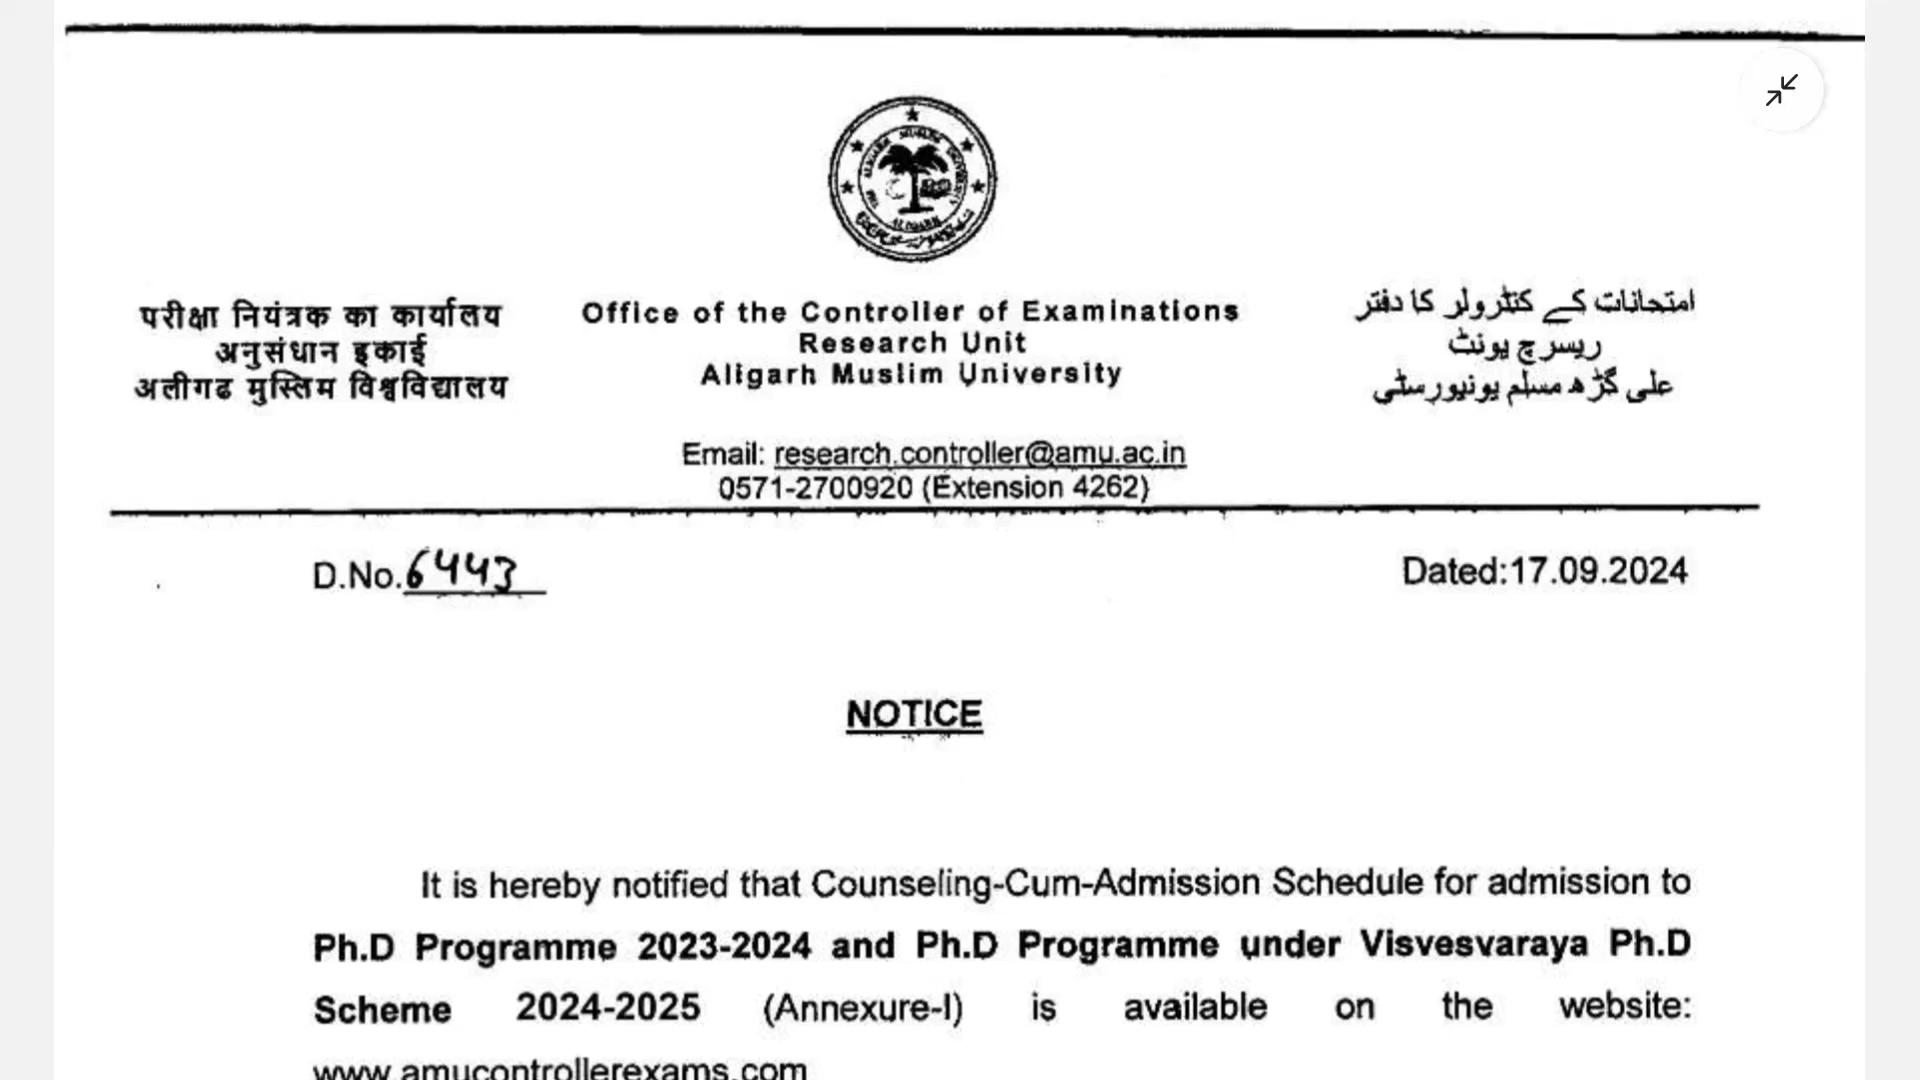 परीक्षा नियंत्रक का कार्यालय
अनुसंधान इकाई
अलीगढ मुस्लिम विश्वविद्यालय
Office of the Controller of Examinations
Research Unit
Aligarh Muslim University
امتحانات کے کنٹرولر کا دفتر
ریسرچ یونٹ
علی گڑھ مسلم یونیورسٹی
Email: research.controller@amu.ac.in
0571-2700920 (Extension 4262)
D.No.6443
Dated:17.09.2024
NOTICE
It is hereby notified that Counseling-Cum-Admission Schedule for admission to
Ph.D Programme 2023-2024 and Ph.D Programme under Visvesvaraya Ph.D
Scheme 2024-2025 (Annexure-I) is available on the website:
www.amucontrollerexams.com